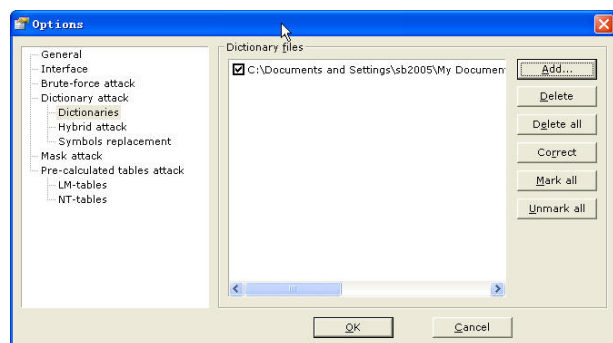 Options
General
Interface
Brute-force attack
Dictionary attack
Dictionaries
Hybrid attack
Symbols replacement
Mask attack
Pre-calculated tables attack
LM-tables
NT-tables
Dictionary files
C:\Documents and Settings\sb2005\My Documen
Add...
Delete
Delete all
Correct
Mark all
Unmark all
OK
Cancel